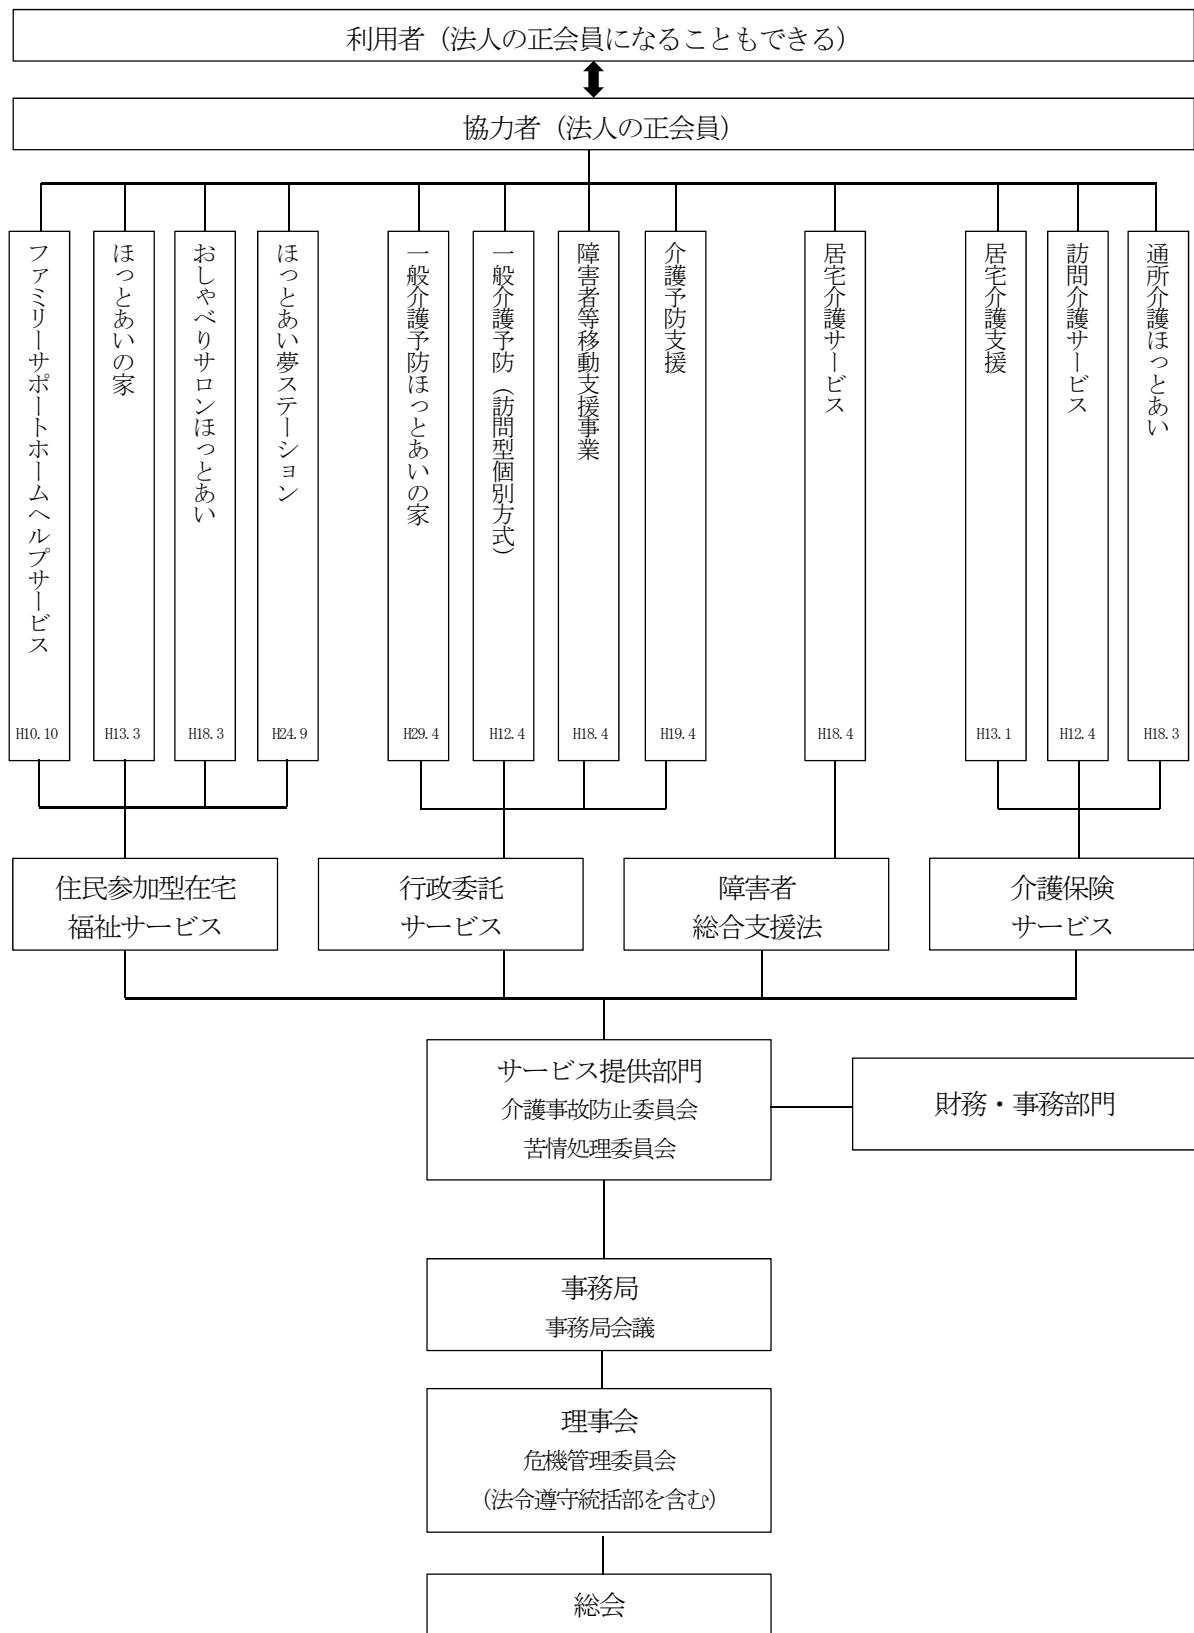 利用者（法人の正会員になることもできる）
協力者（法人の正会員）
ファミリーサポートホームヘルプサービス
H10.10
ほっとあいの家
H13.3
おしゃべりサロンほっとあい
H18.3
ほっとあい夢ステーション
H24.9
一般介護予防ほっとあいの家
H29.4
一般介護予防（訪問型個別方式）
H12.4
障害者等移動支援事業
H18.4
介護予防支援
H19.4
居宅介護サービス
H18.4
居宅介護支援
H13.1
訪問介護サービス
H12.4
通所介護ほっとあい
H18.3
住民参加型在宅
福祉サービス
行政委託
サービス
障害者
総合支援法
介護保険
サービス
サービス提供部門
介護事故防止委員会
苦情処理委員会
財務・事務部門
事務局
事務局会議
理事会
危機管理委員会
（法令遵守統括部を含む）
総会